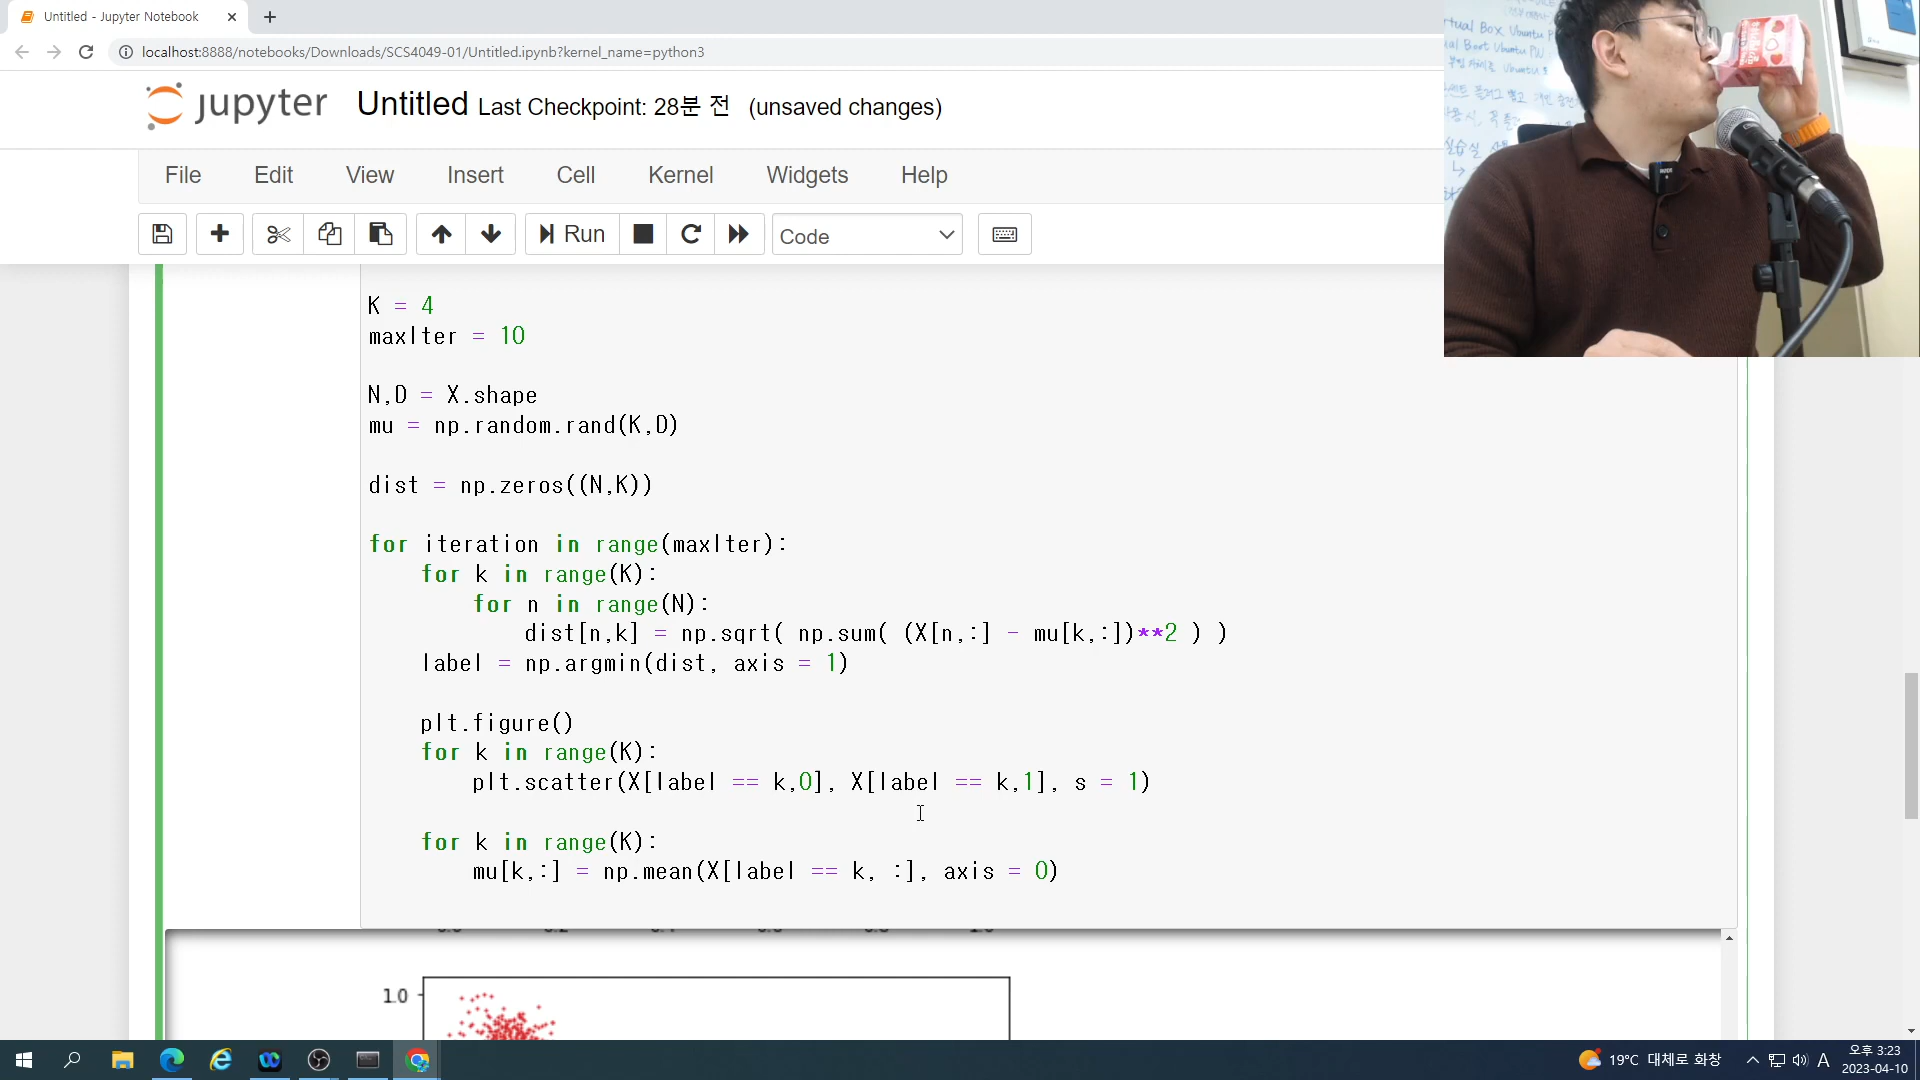 Untitled - Jupyter Notebook
localhost:8888/notebooks/Downloads/SCS4049-01/Untitled.ipynb?kernel_name=python3
jupyter Untitled Last Checkpoint: 28분 전 (unsaved changes)
File Edit View Insert Cell Kernel Widgets Help
Run Code
K = 4
maxIter = 10
N,D = X.shape
mu = np.random.rand(K,D)
dist = np.zeros((N,K))
for iteration in range(maxIter):
for k in range(K):
for n in range(N):
dist[n,k] = np.sqrt( np.sum( (X[n,:] - mu[k,:])**2 ) )
label = np.argmin(dist, axis = 1)
plt.figure()
for k in range(K):
plt.scatter(X[label == k,0], X[label == k,1], s = 1)
for k in range(K):
mu[k,:] = np.mean(X[label == k, :], axis = 0)
1.0
19°C 대체로 화창
A
오후 3:23
2023-04-10